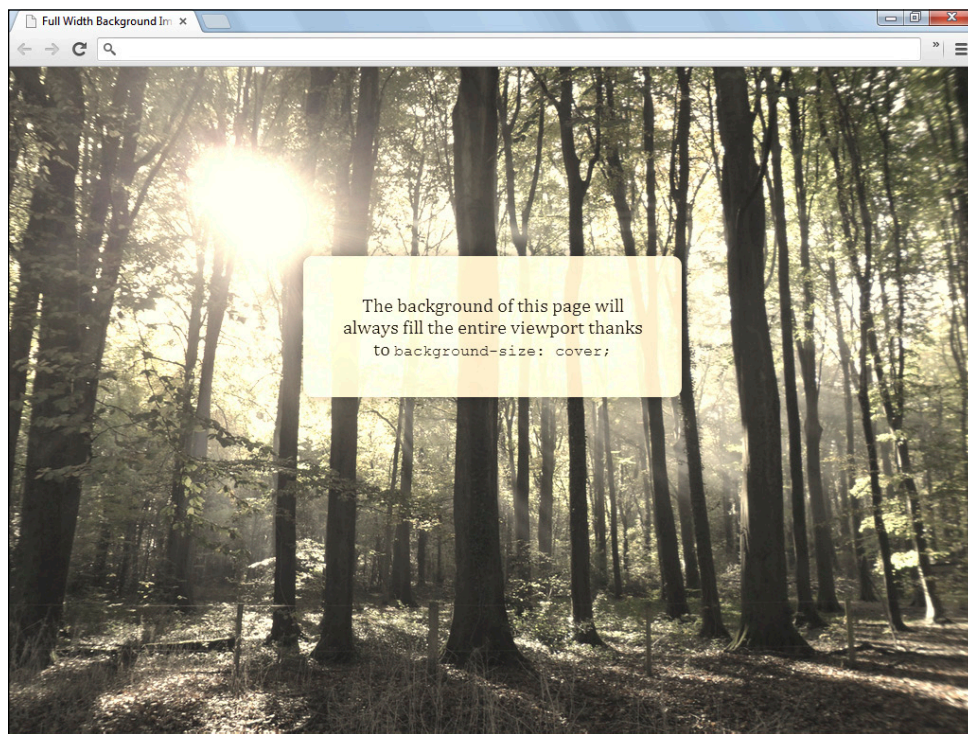 Full Width Background Im
The background of this page will
always fill the entire viewport thanks
to background-size: cover;